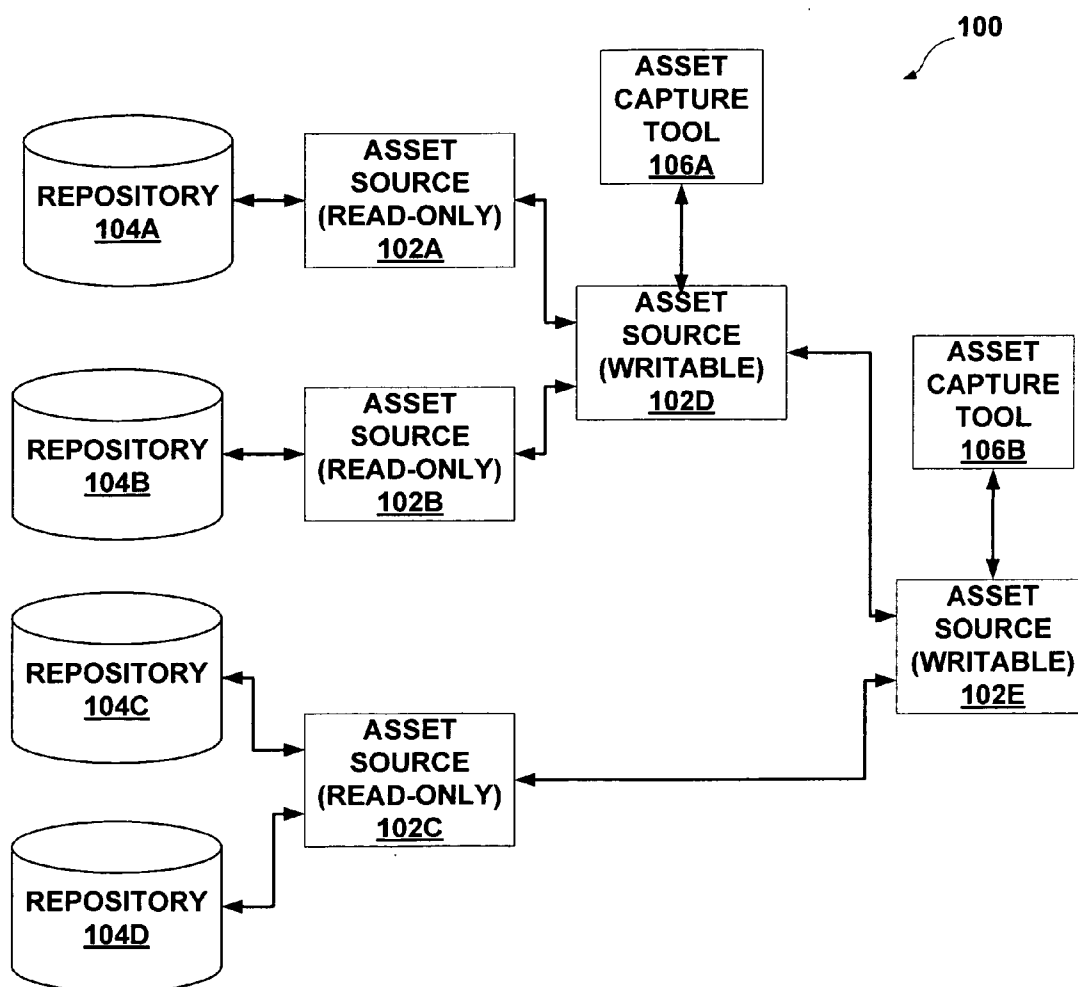 100
ASSET
CAPTURE
TOOL
106A
REPOSITORY
104A
ASSET
SOURCE
(READ-ONLY)
102A
ASSET
SOURCE
(WRITABLE)
102D
ASSET
CAPTURE
TOOL
106B
REPOSITORY
104B
ASSET
SOURCE
(READ-ONLY)
102B
ASSET
SOURCE
(WRITABLE)
102E
REPOSITORY
104C
ASSET
SOURCE
(READ-ONLY)
102C
REPOSITORY
104D